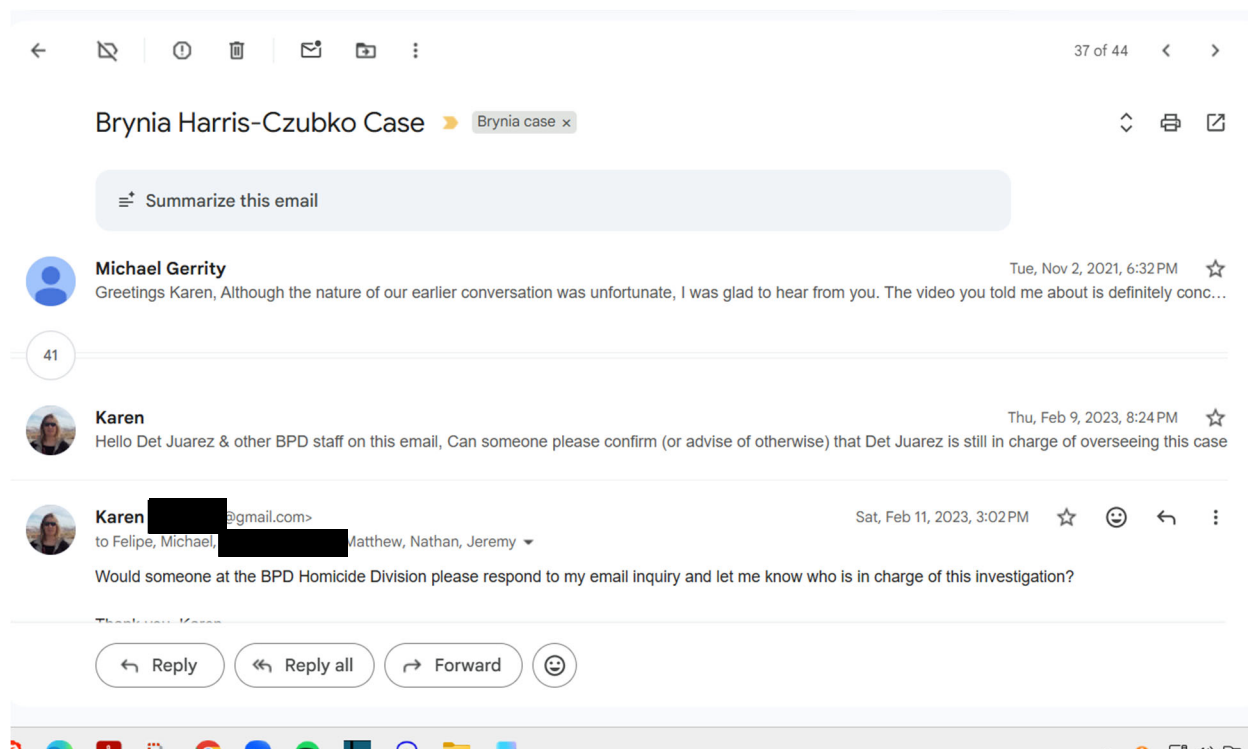 37 of 44
Brynia Harris-Czubko Case Brynia case ×
Summarize this email
Michael Gerrity Tue, Nov 2, 2021, 6:32 PM
Greetings Karen, Although the nature of our earlier conversation was unfortunate, I was glad to hear from you. The video you told me about is definitely conc...
41
Karen Thu, Feb 9, 2023, 8:24 PM
Hello Det Juarez & other BPD staff on this email, Can someone please confirm (or advise of otherwise) that Det Juarez is still in charge of overseeing this case
Karen @gmail.com> Sat, Feb 11, 2023, 3:02 PM
to Felipe, Michael, Matthew, Nathan, Jeremy
Would someone at the BPD Homicide Division please respond to my email inquiry and let me know who is in charge of this investigation?
Thank you, Karen
Reply Reply all Forward